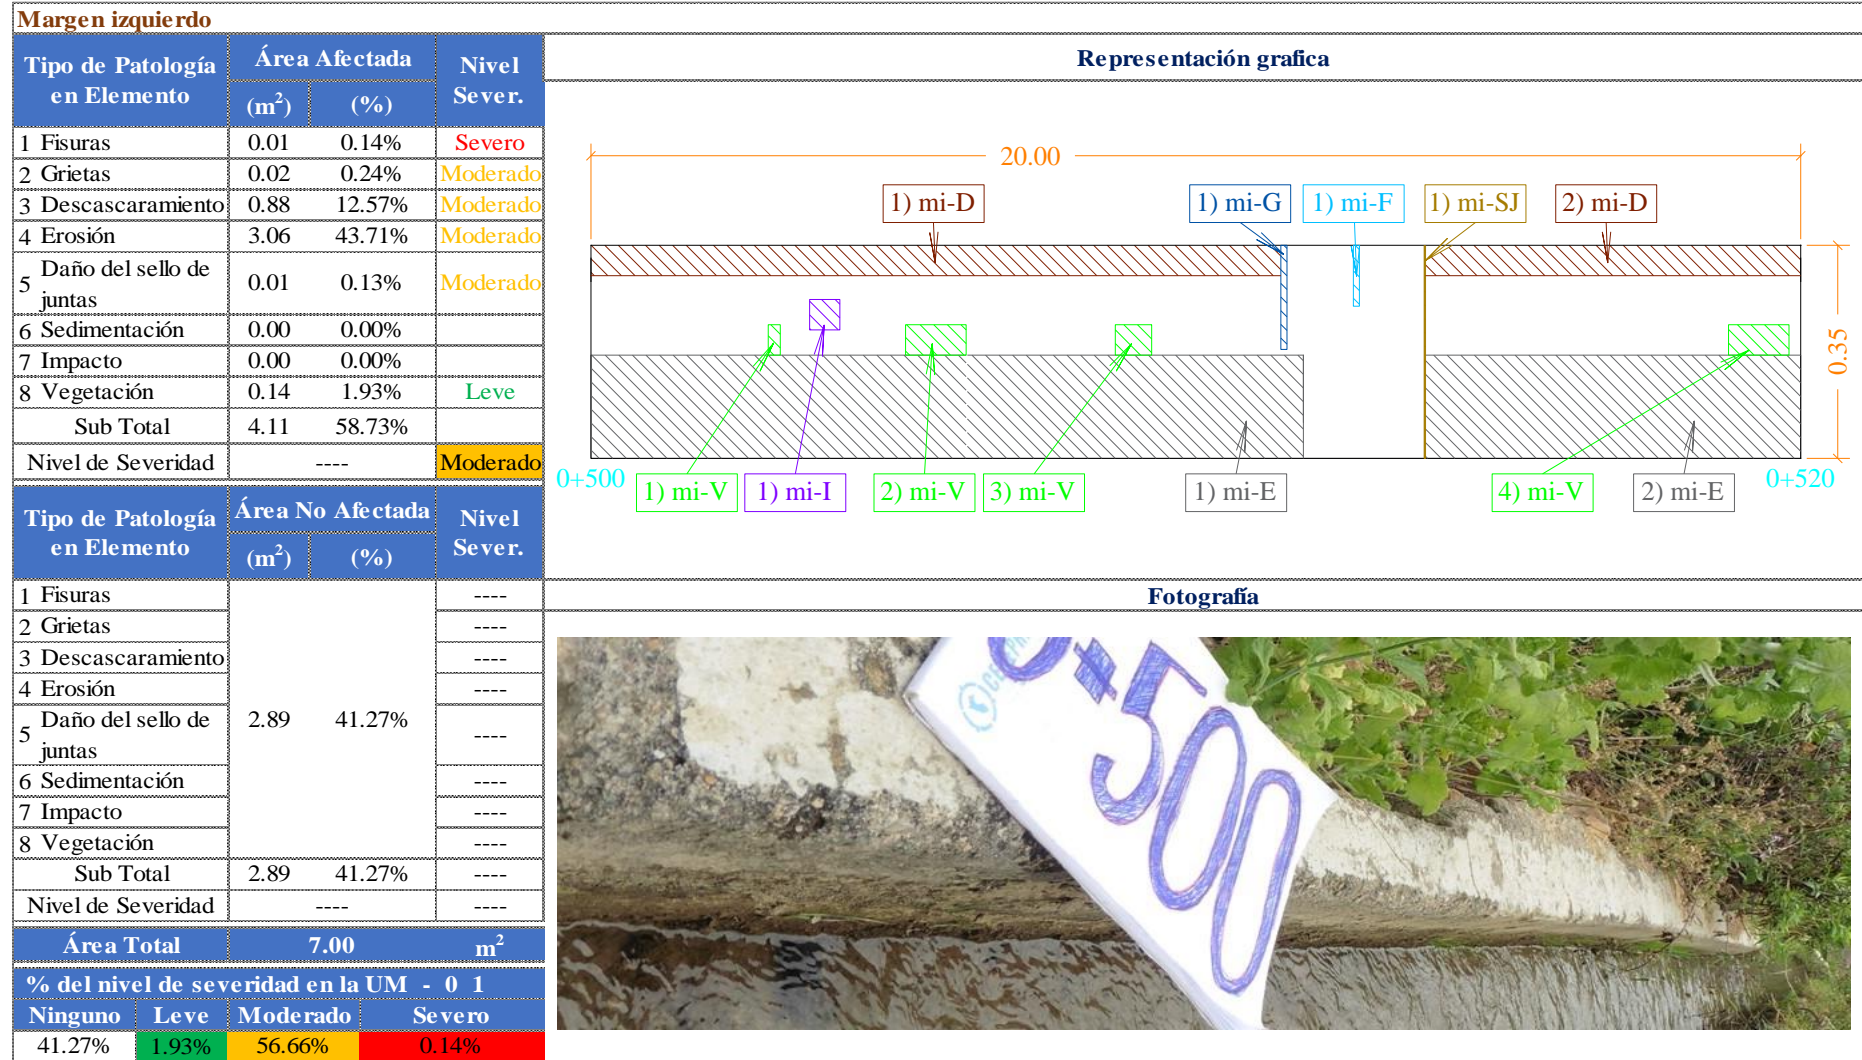 Margen izquierdo
Tipo de Patología en Elemento Área Afectada Nivel Sever.
(m²) (%)
1 Fisuras 0.01 0.14% Severo
2 Grietas 0.02 0.24% Moderado
3 Descascaramiento 0.88 12.57% Moderado
4 Erosión 3.06 43.71% Moderado
5 Daño del sello de juntas 0.01 0.13% Moderado
6 Sedimentación 0.00 0.00%
7 Impacto 0.00 0.00%
8 Vegetación 0.14 1.93% Leve
Sub Total 4.11 58.73%
Nivel de Severidad ---- Moderado
Tipo de Patología en Elemento Área No Afectada Nivel Sever.
(m²) (%)
1 Fisuras ----
2 Grietas ----
3 Descascaramiento ----
4 Erosión ----
5 Daño del sello de juntas 2.89 41.27% ----
6 Sedimentación ----
7 Impacto ----
8 Vegetación ----
Sub Total 2.89 41.27% ----
Nivel de Severidad ---- ----
Área Total 7.00 m²
% del nivel de severidad en la UM - 0 1
Ninguno Leve Moderado Severo
41.27% 1.93% 56.66% 0.14%
Representación grafica
20.00
1) mi-D 1) mi-G 1) mi-F 1) mi-SJ 2) mi-D
0.35
0+500 0+520
1) mi-V 1) mi-I 2) mi-V 3) mi-V 1) mi-E 4) mi-V 2) mi-E
Fotografía
0+500